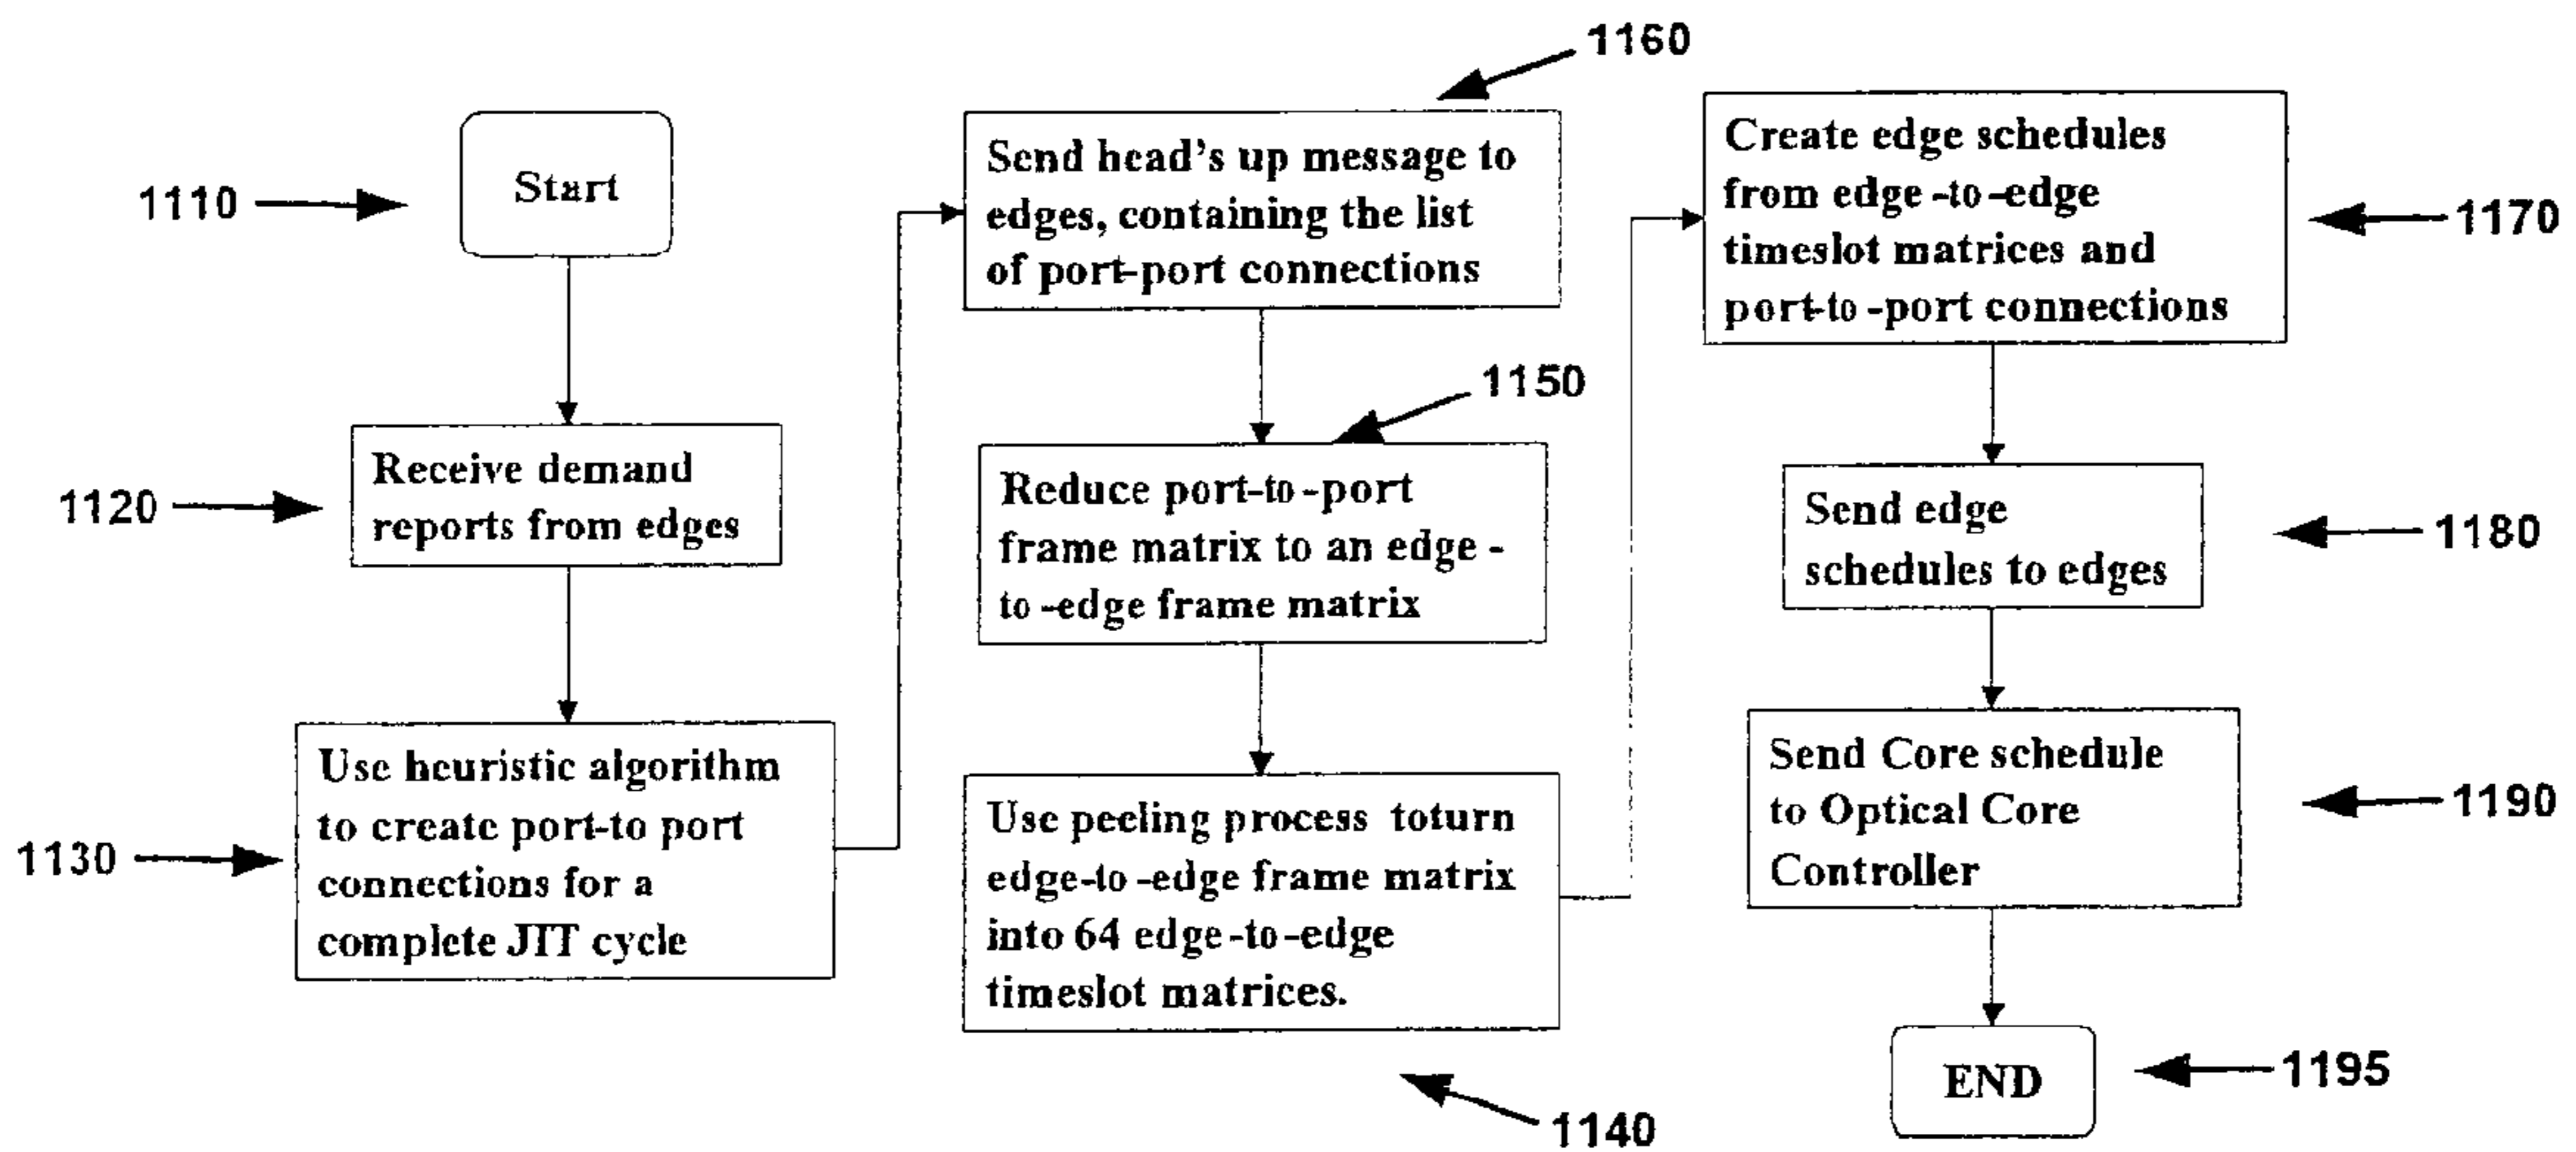 1110
Start
1120
Receive demand
reports from edges
1130
Use heuristic algorithm
to create port-to port
connections for a
complete JIT cycle
1160
Send head's up message to
edges, containing the list
of port-port connections
1150
Reduce port-to-port
frame matrix to an edge-
to-edge frame matrix
Use peeling process toturn
edge-to-edge frame matrix
into 64 edge-to-edge
timeslot matrices.
1140
Create edge schedules
from edge-to-edge
timeslot matrices and
port-to-port connections
1170
Send edge
schedules to edges
1180
Send Core schedule
to Optical Core
Controller
1190
END
1195